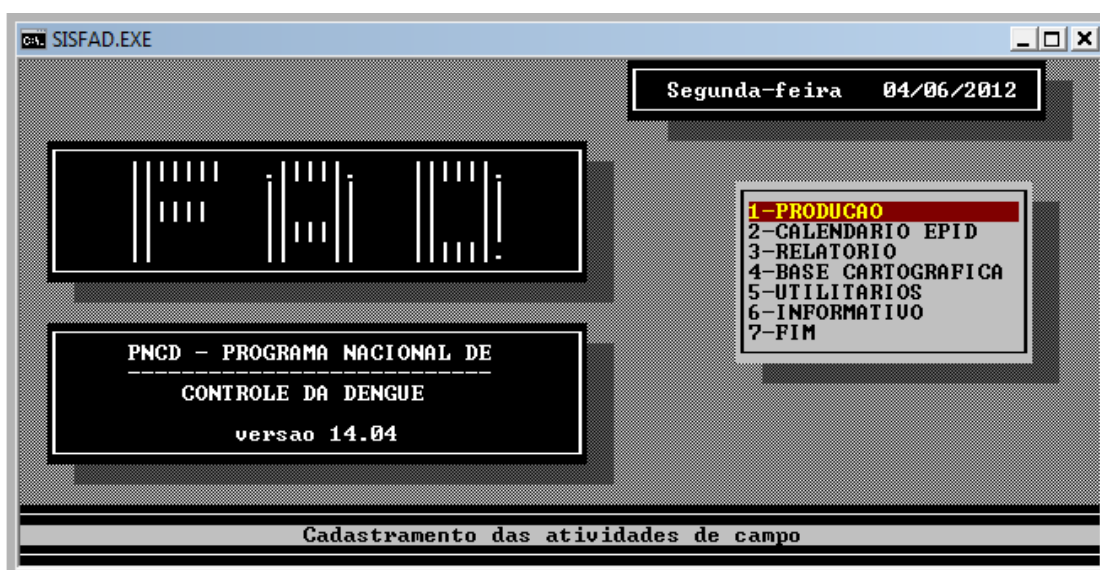 SISFAD.EXE
Segunda-feira 04/06/2012
FAD
1-PRODUCAO
2-CALENDARIO EPID
3-RELATORIO
4-BASE CARTOGRAFICA
5-UTILITARIOS
6-INFORMATIVO
7-FIM
PNCD - PROGRAMA NACIONAL DE
CONTROLE DA DENGUE
versao 14.04
Cadastramento das atividades de campo